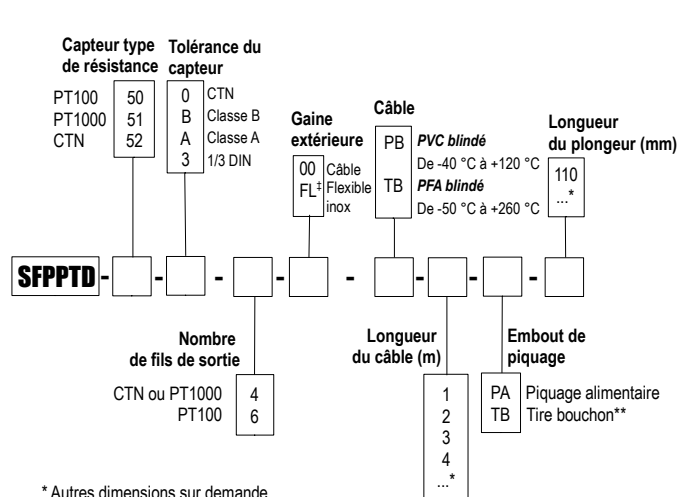 Capteur type
de résistance
PT100 50
PT1000 51
CTN 52
Tolérance du
capteur
0 CTN
B Classe B
A Classe A
3 1/3 DIN
Gaine
extérieure
00 Câble
FL‡ Flexible
inox
Câble
PB PVC blindé
De -40 °C à +120 °C
TB PFA blindé
De -50 °C à +260 °C
Longueur
du plongeur (mm)
110
...*
SFPPTD - - - - - - - -
Nombre
de fils de sortie
CTN ou PT1000 4
PT100 6
Longueur
du câble (m)
1
2
3
4
...*
Embout de
piquage
PA Piquage alimentaire
TB Tire bouchon**
* Autres dimensions sur demande